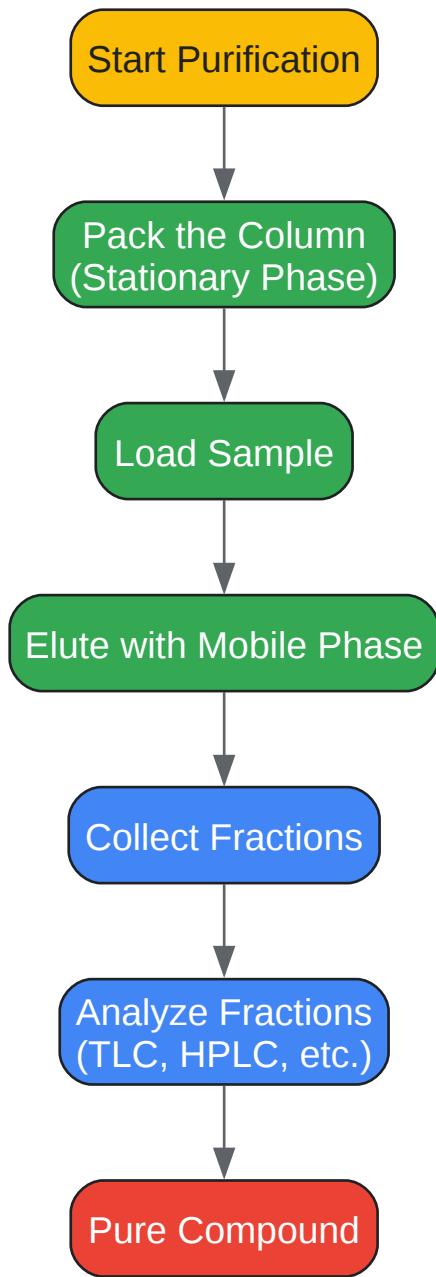 Start Purification
Pack the Column
(Stationary Phase)
Load Sample
Elute with Mobile Phase
Collect Fractions
Analyze Fractions
(TLC, HPLC, etc.)
Pure Compound